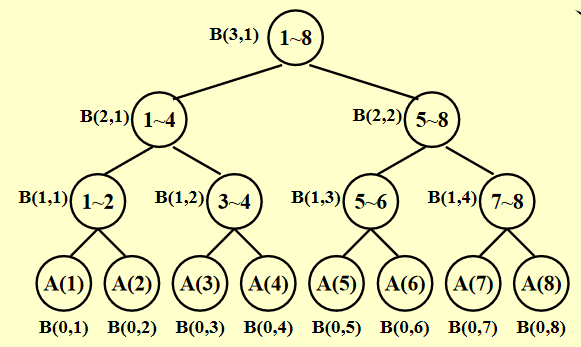 B(3,1) 1~8
B(2,1) 1~4 B(2,2) 5~8
B(1,1) 1~2 B(1,2) 3~4 B(1,3) 5~6 B(1,4) 7~8
A(1) A(2) A(3) A(4) A(5) A(6) A(7) A(8)
B(0,1) B(0,2) B(0,3) B(0,4) B(0,5) B(0,6) B(0,7) B(0,8)